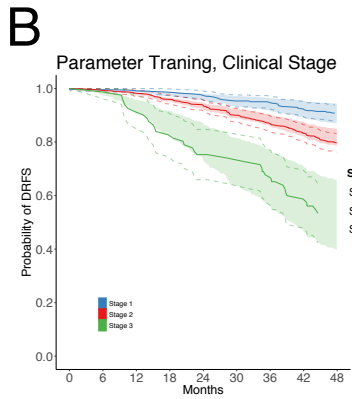 B
Parameter Traning, Clinical Stage
Probability of DRFS
1.0
0.8
0.6
0.4
0.2
0.0
Stage 1
Stage 2
Stage 3
0 6 12 18 24 30 36 42 48
Months
S
S
S
S